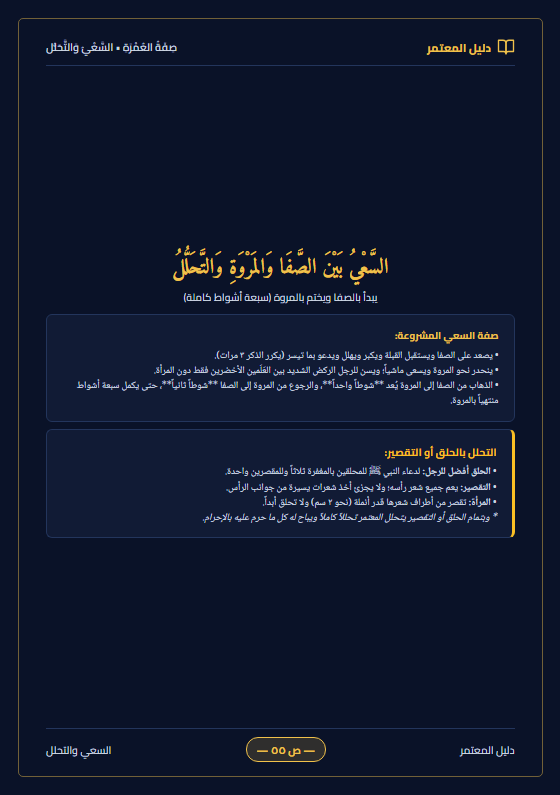 دليل المعتمر
صِفَةُ العُمْرَةِ • السَّعْيُ وَالتَّحَلُّلُ
السَّعْيُ بَيْنَ الصَّفَا وَالمَرْوَةِ وَالتَّحَلُّلُ
يبدأ بالصفا ويختم بالمروة (سبعة أشواط كاملة)
صفة السعي المشروعة:
• يصعد على الصفا ويستقبل القبلة ويكبر ويهلل ويدعو بما تيسر (يكرر الذكر ٣ مرات).
• ينحدر نحو المروة ويسعى ماشياً؛ ويسن للرجل الركض الشديد بين العَلَمين الأخضرين فقط دون المرأة.
• الذهاب من الصفا إلى المروة يُعد **شوطاً واحداً**، والرجوع من المروة إلى الصفا **شوطاً ثانياً**، حتى يكمل سبعة أشواط
منتهياً بالمروة.
التحلل بالحلق أو التقصير:
• الحلق أفضل للرجل: لدعاء النبي ﷺ للمحلقين بالمغفرة ثلاثاً وللمقصرين واحدة.
• التقصير: يعم جميع شعر رأسه؛ ولا يجزئ أخذ شعرات يسيرة من جوانب الرأس.
• المرأة: تقصر من أطراف شعرها قدر أنملة (نحو ٢ سم) ولا تحلق أبداً.
* وبتمام الحلق أو التقصير يتحلل المعتمر تحللاً كاملاً ويباح له كل ما حرم عليه بالإحرام.
دليل المعتمر
— ص ٥٥ —
السعي والتحلل